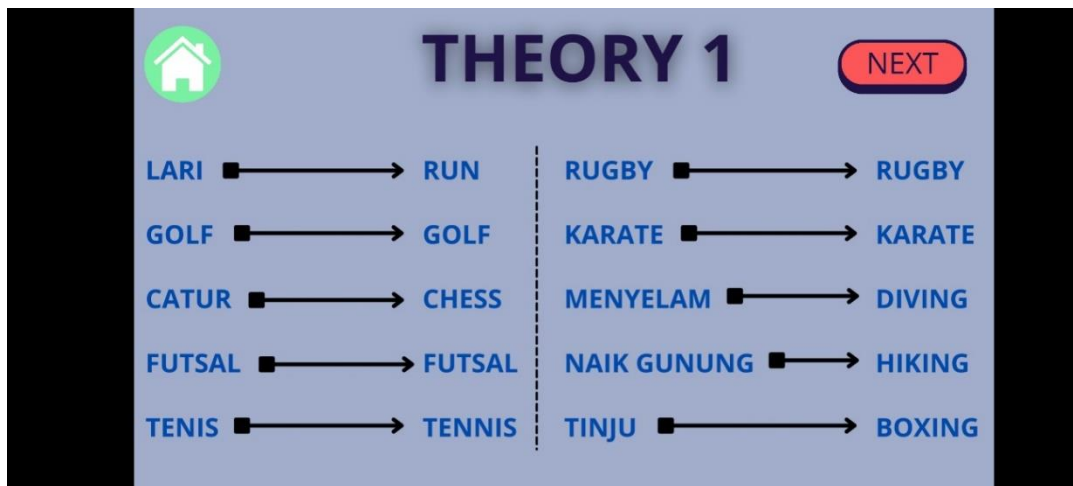 THEORY 1
NEXT
LARI RUN
GOLF GOLF
CATUR CHESS
FUTSAL FUTSAL
TENIS TENNIS
RUGBY RUGBY
KARATE KARATE
MENYELAM DIVING
NAIK GUNUNG HIKING
TINJU BOXING